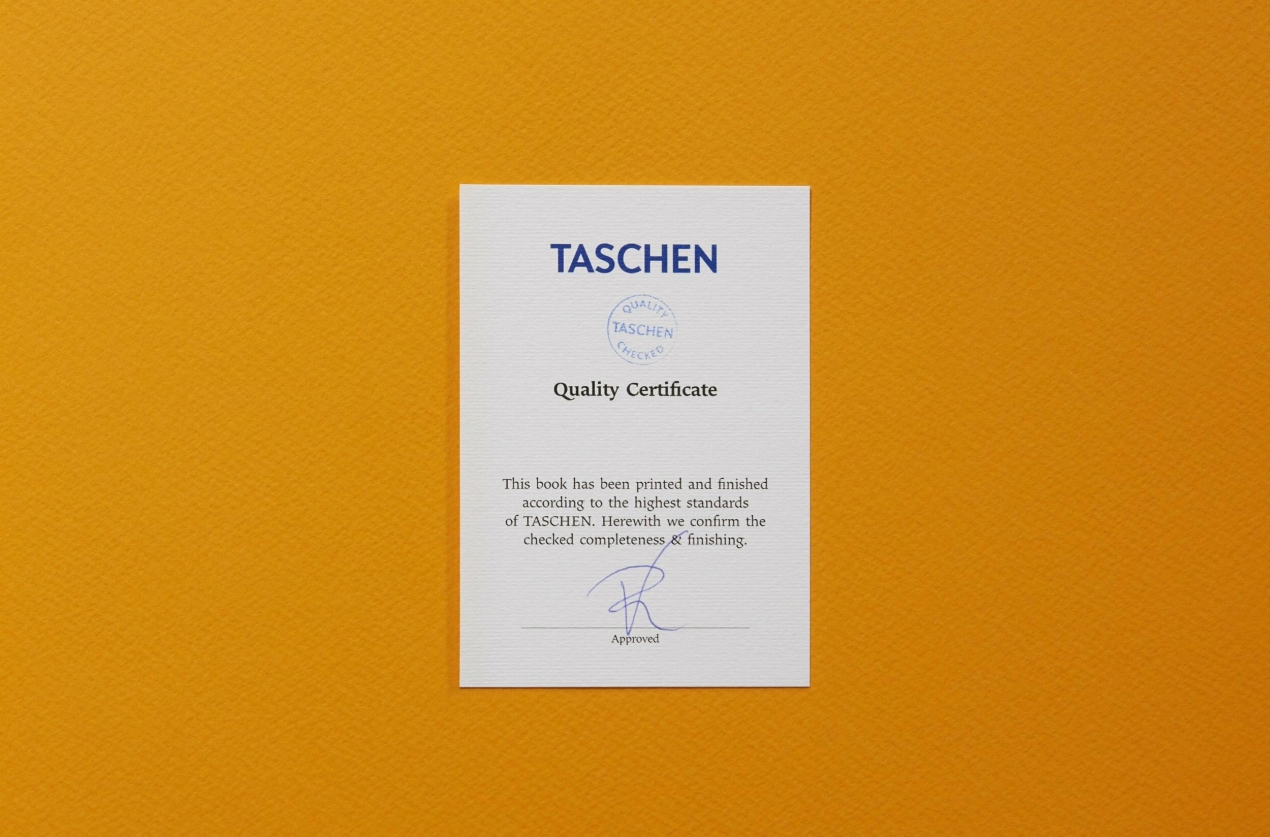 TASCHEN
QUALITY
TASCHEN
CHECKED
Quality Certificate
This book has been printed and finished
according to the highest standards
of TASCHEN. Herewith we confirm the
checked completeness & finishing.
Approved